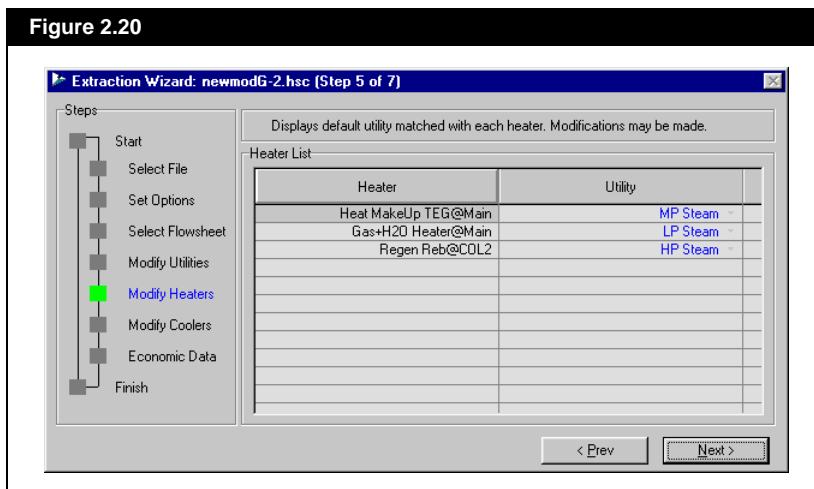 Figure 2.20
Extraction Wizard: newmodG-2.hsc (Step 5 of 7)
Steps
Start
Select File
Set Options
Select Flowsheet
Modify Utilities
Modify Heaters
Modify Coolers
Economic Data
Finish
Displays default utility matched with each heater. Modifications may be made.
Heater List
Heater Utility
Heat MakeUp TEG@Main MP Steam
Gas+H2O Heater@Main LP Steam
Regen Reb@COL2 HP Steam
< Prev Next >